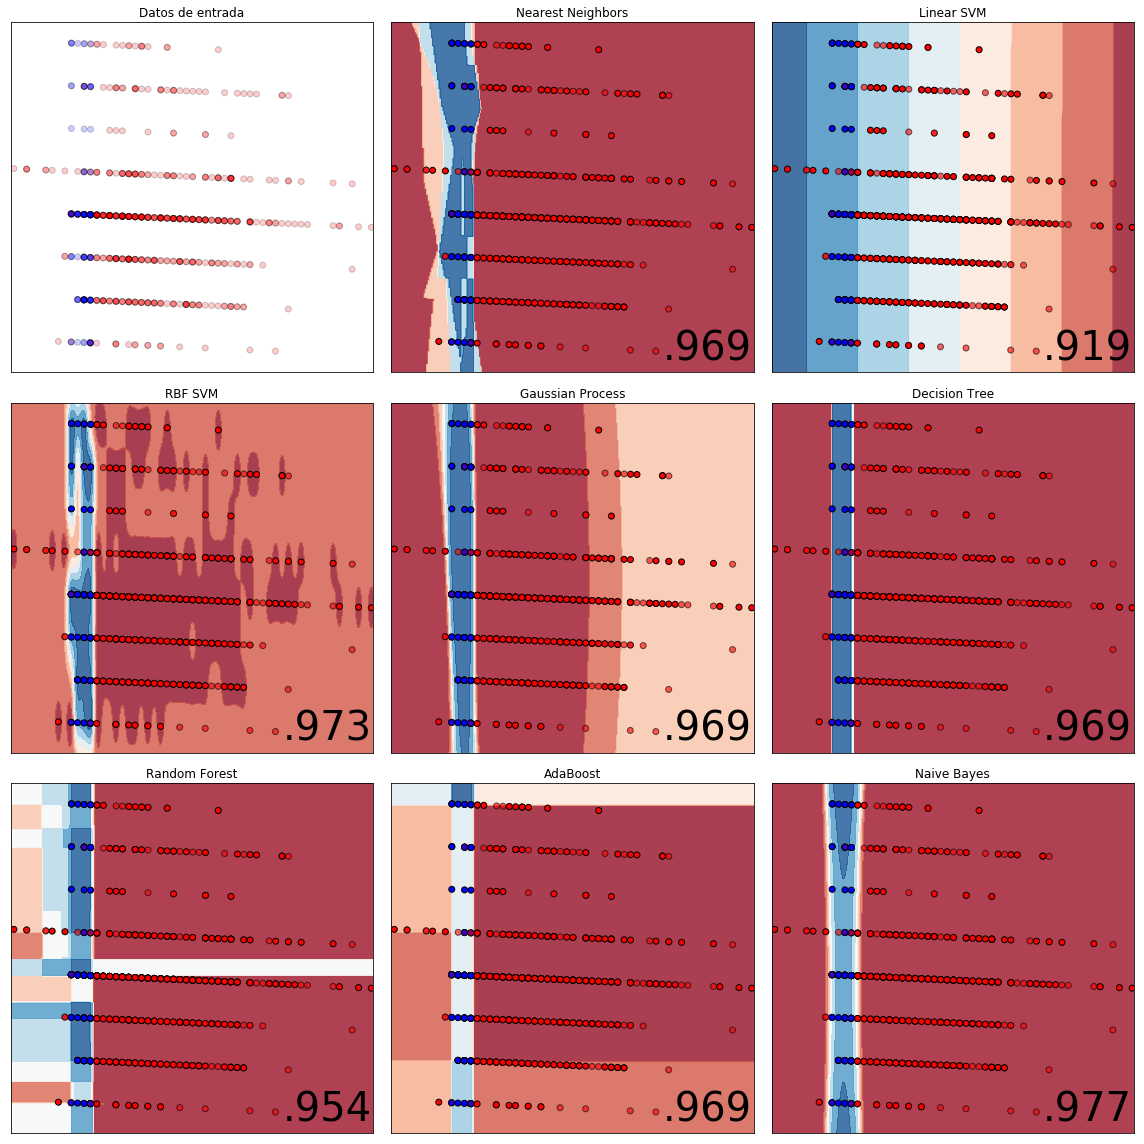 Datos de entrada
Nearest Neighbors
Linear SVM
.969
.919
RBF SVM
Gaussian Process
Decision Tree
.973
.969
.969
Random Forest
AdaBoost
Naive Bayes
.954
.969
.977